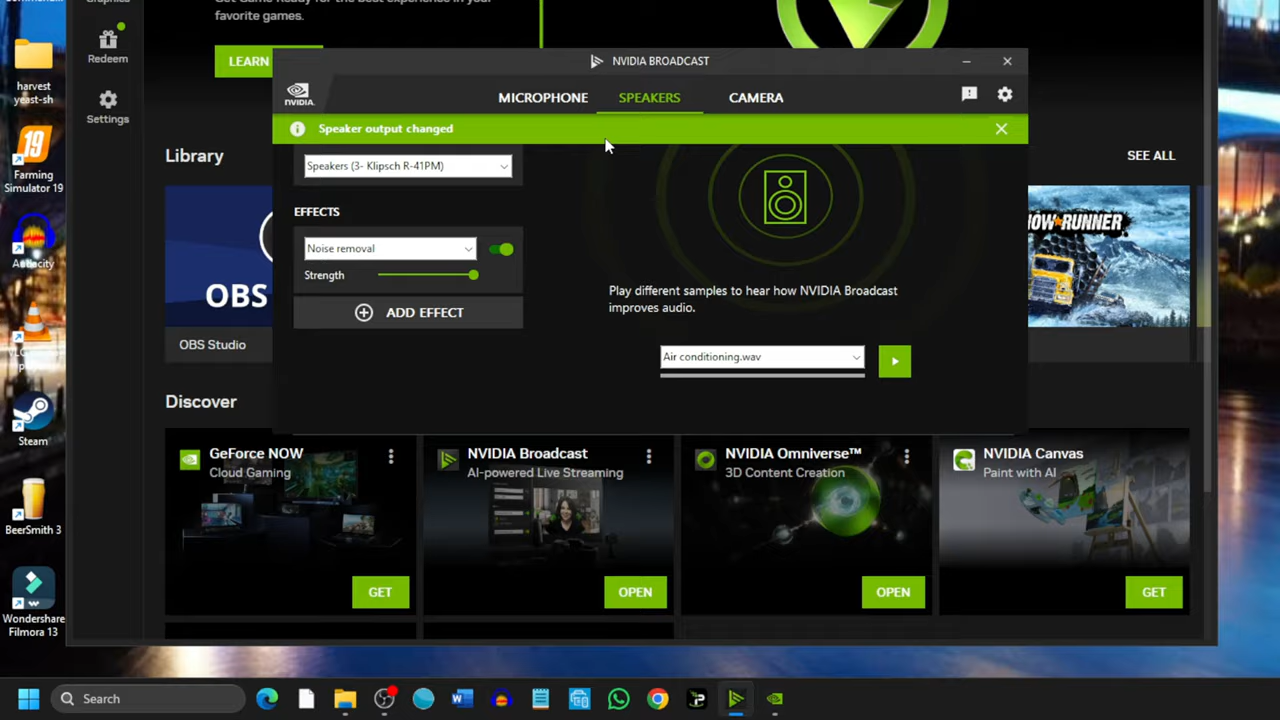 favorite games.
LEARN
Redeem
Settings
harvest
yeast-sh
Farming
Simulator 19
Audacity
Steam
BeerSmith 3
Wondershare
Filmora 13
NVIDIA BROADCAST
NVIDIA.
MICROPHONE
SPEAKERS
CAMERA
Speaker output changed
Speakers (3- Klipsch R-41PM)
EFFECTS
Noise removal
Strength
ADD EFFECT
Play different samples to hear how NVIDIA Broadcast
improves audio.
Air conditioning.wav
Library
SEE ALL
OBS
OBS Studio
RUNNER
Discover
GeForce NOW
Cloud Gaming
GET
NVIDIA Broadcast
AI-powered Live Streaming
OPEN
NVIDIA Omniverse™
3D Content Creation
OPEN
NVIDIA Canvas
Paint with AI
GET
Search